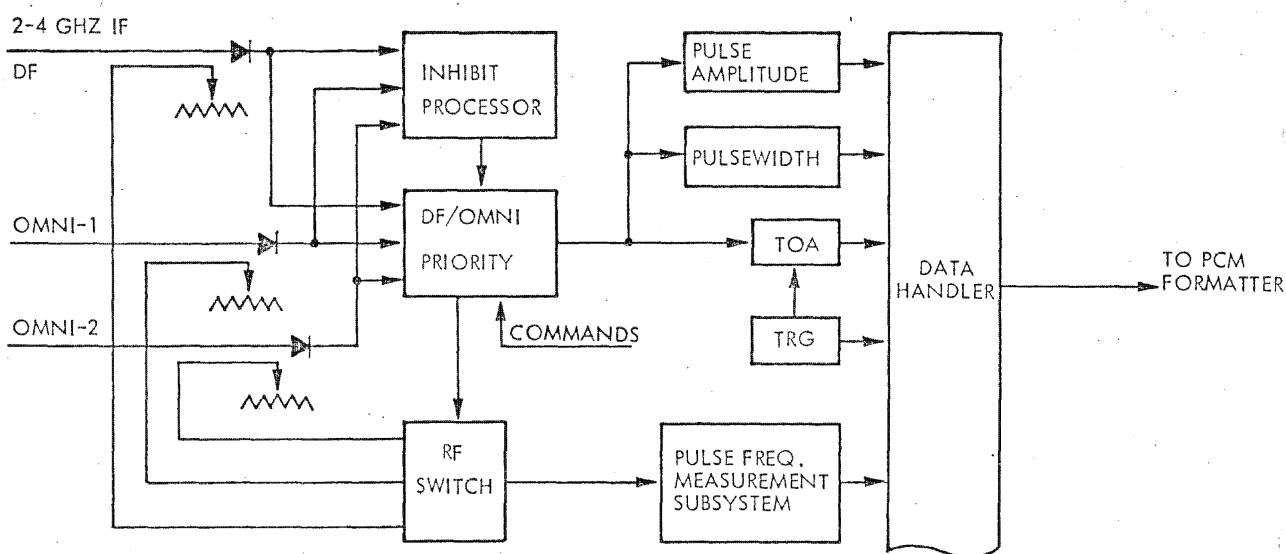 2-4 GHZ IF
DF
INHIBIT
PROCESSOR
PULSE
AMPLITUDE
PULSEWIDTH
OMNI-1
DF/OMNI
PRIORITY
TOA
DATA
HANDLER
TO PCM
FORMATTER
OMNI-2
COMMANDS
TRG
RF
SWITCH
PULSE FREQ.
MEASUREMENT
SUBSYSTEM